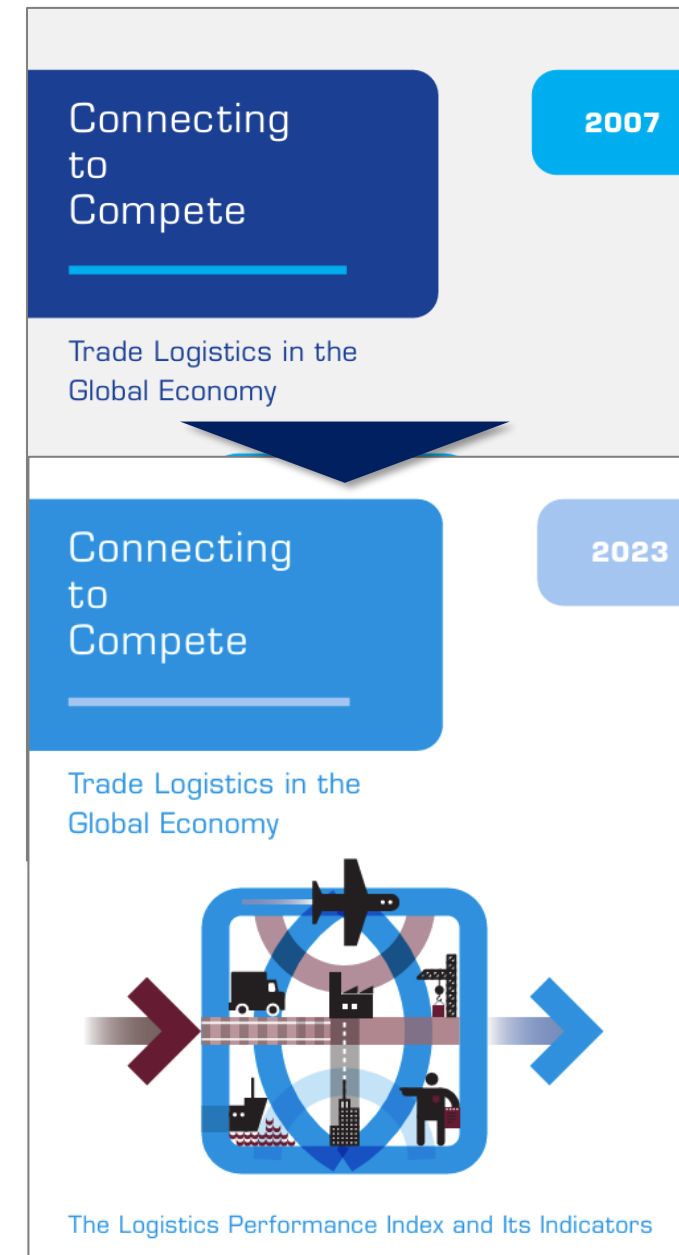 Connecting
to
Compete
2007
Trade Logistics in the
Global Economy
Connecting
to
Compete
2023
Trade Logistics in the
Global Economy
The Logistics Performance Index and Its Indicators